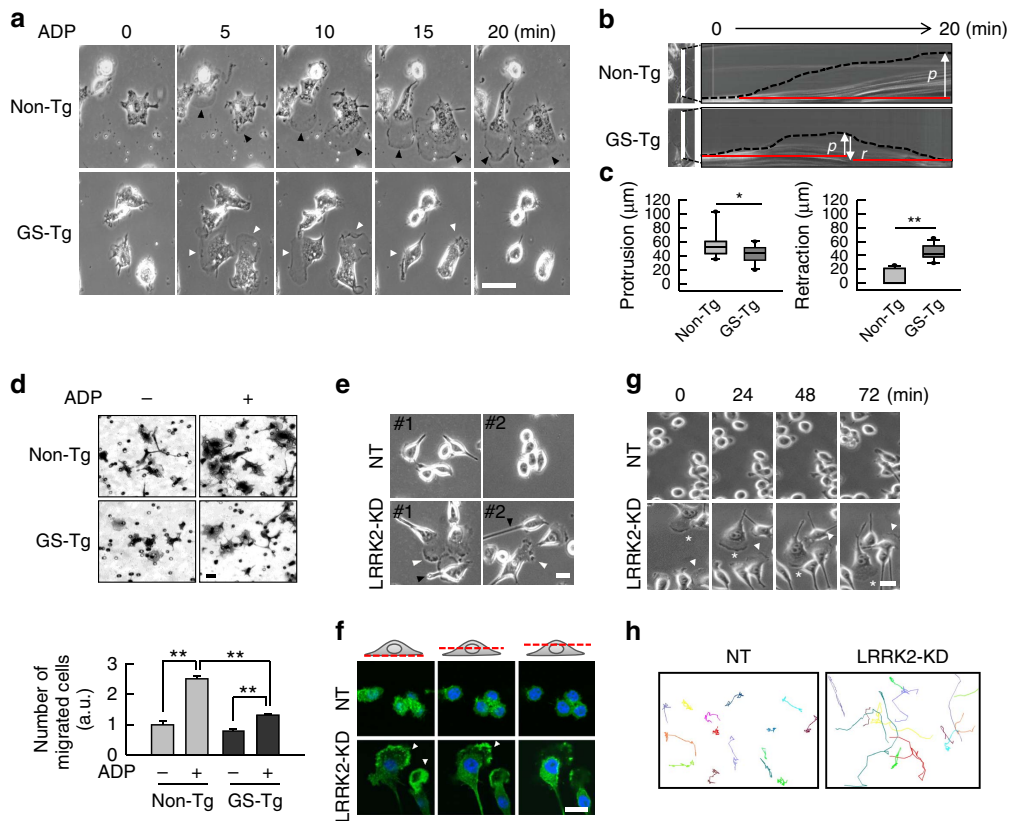 a
ADP 0 5 10 15 20 (min)
Non-Tg
GS-Tg
b
0 20 (min)
Non-Tg
p
GS-Tg
p r
c
Protrusion (µm)
120
100
80
60
40
20
0
*
Non-Tg
GS-Tg
Retraction (µm)
120
100
80
60
40
20
0
**
Non-Tg
GS-Tg
d
ADP – +
Non-Tg
GS-Tg
Number of
migrated cells
(a.u.)
3
2
1
0
** **
**
ADP – + – +
Non-Tg GS-Tg
e
NT
#1 #2
LRRK2-KD
#1 #2
f
NT
LRRK2-KD
g
0 24 48 72 (min)
NT
LRRK2-KD
* * * *
h
NT LRRK2-KD